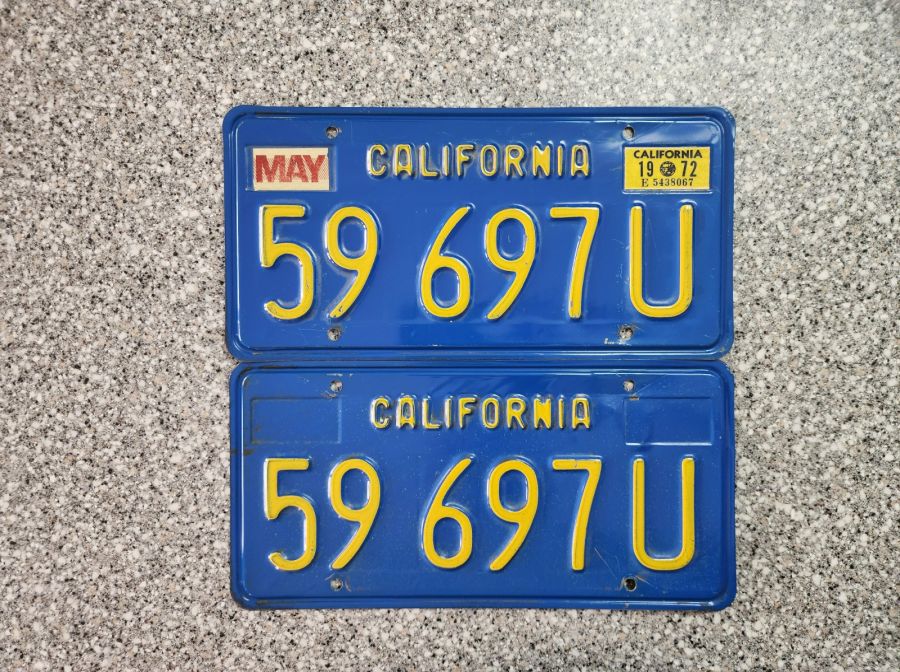 MAY CALIFORNIA CALIFORNIA
19 72
E 5438067
59 697U
CALIFORNIA
59 697U